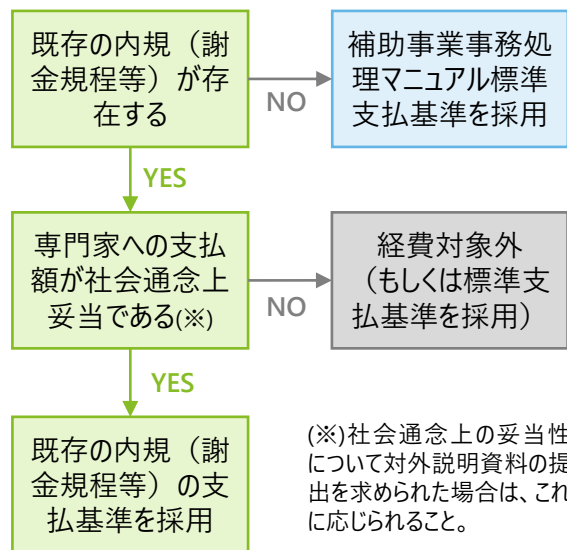 既存の内規（謝
金規程等）が存
在する
NO
補助事業事務処
理マニュアル標準
支払基準を採用
YES
専門家への支払
額が社会通念上
妥当である(※)
NO
経費対象外
（もしくは標準支
払基準を採用）
YES
既存の内規（謝
金規程等）の支
払基準を採用
(※)社会通念上の妥当性
について対外説明資料の提
出を求められた場合は、これ
に応じられること。